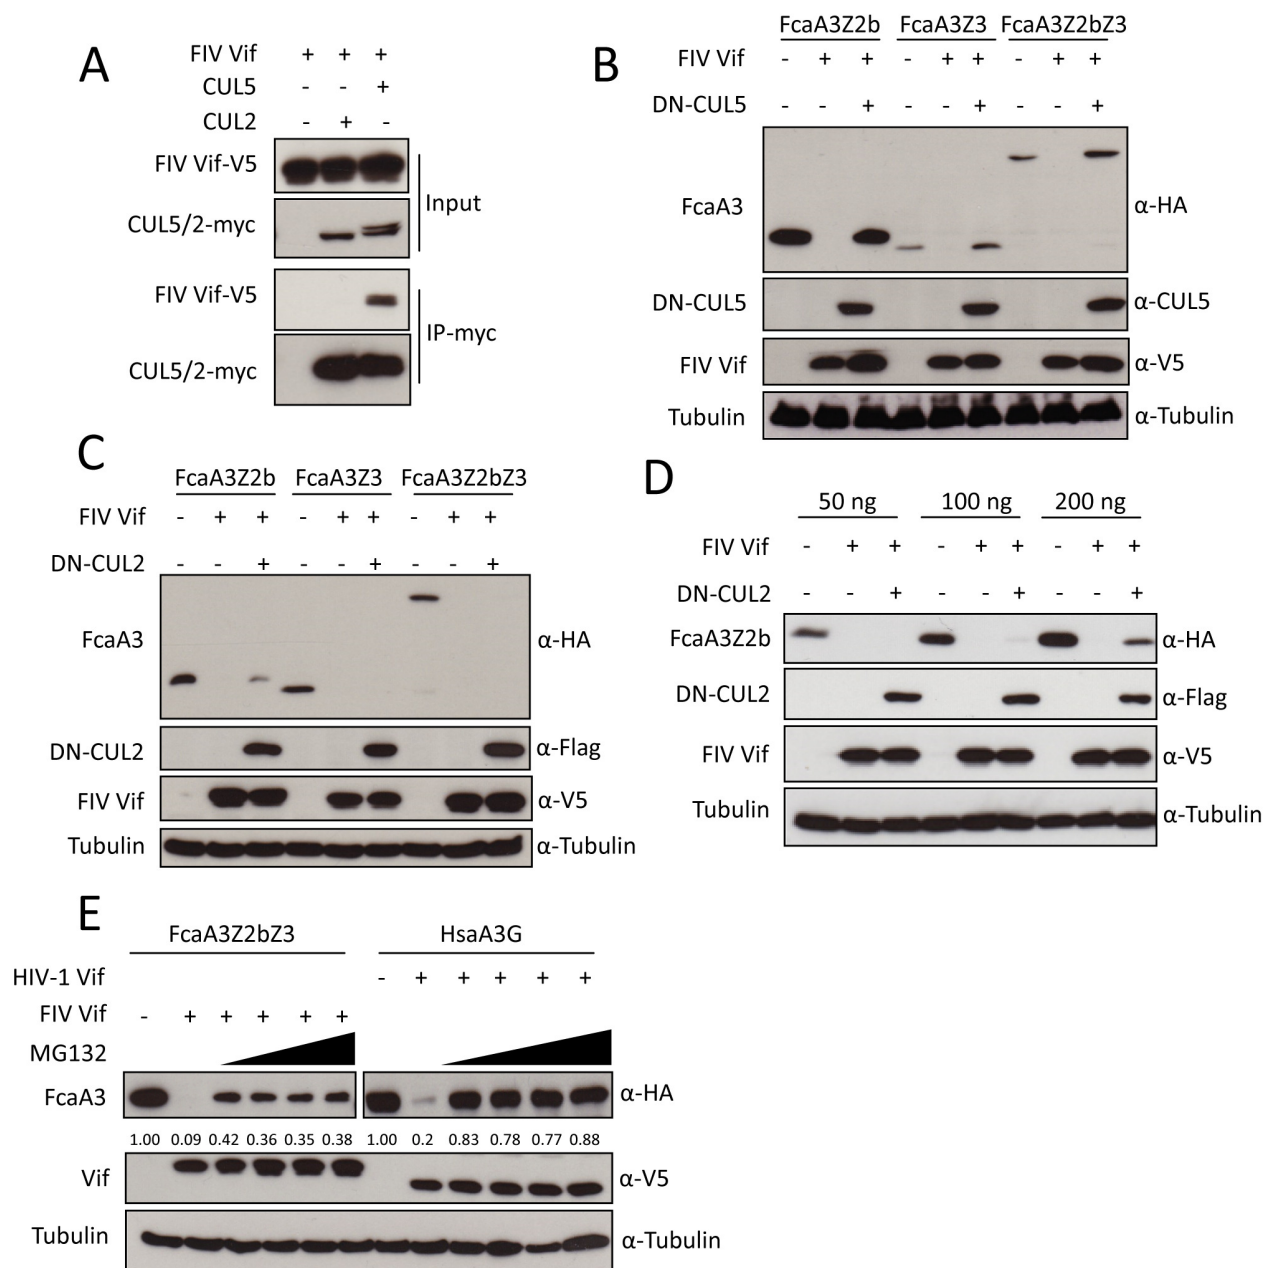 A
FIV Vif + + +
CUL5 - - +
CUL2 - + -
FIV Vif-V5
CUL5/2-myc
Input
FIV Vif-V5
CUL5/2-myc
IP-myc
B
FcaA3Z2b FcaA3Z3 FcaA3Z2bZ3
FIV Vif - + + - + + - + +
DN-CUL5 - - + - - + - - +
FcaA3 α-HA
DN-CUL5 α-CUL5
FIV Vif α-V5
Tubulin α-Tubulin
C
FcaA3Z2b FcaA3Z3 FcaA3Z2bZ3
FIV Vif - + + - + + - + +
DN-CUL2 - - + - - + - - +
FcaA3 α-HA
DN-CUL2 α-Flag
FIV Vif α-V5
Tubulin α-Tubulin
D
50 ng 100 ng 200 ng
FIV Vif - + + - + + - + +
DN-CUL2 - - + - - + - - +
FcaA3Z2b α-HA
DN-CUL2 α-Flag
FIV Vif α-V5
Tubulin α-Tubulin
E
FcaA3Z2bZ3 HsaA3G
HIV-1 Vif - + + + + +
FIV Vif - + + + + +
MG132
FcaA3 α-HA
1.00 0.09 0.42 0.36 0.35 0.38 1.00 0.2 0.83 0.78 0.77 0.88
Vif α-V5
Tubulin α-Tubulin